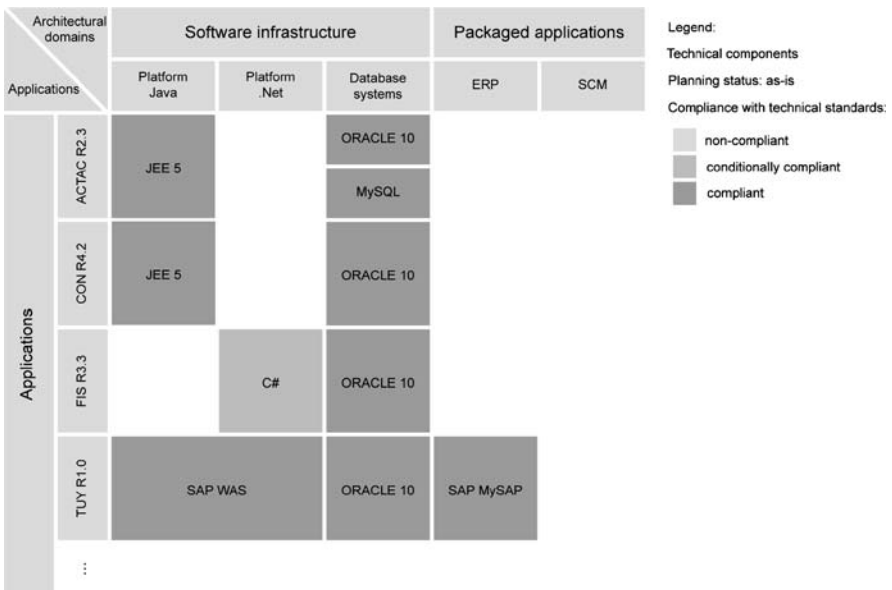 Architectural
domains
Applications
Software infrastructure
Packaged applications
Platform
Java
Platform
.Net
Database
systems
ERP
SCM
Applications
ACTAC R2.3
JEE 5
ORACLE 10
MySQL
CON R4.2
JEE 5
ORACLE 10
FIS R3.3
C#
ORACLE 10
TUY R1.0
SAP WAS
ORACLE 10
SAP MySAP
...
Legend:
Technical components
Planning status: as-is
Compliance with technical standards:
non-compliant
conditionally compliant
compliant